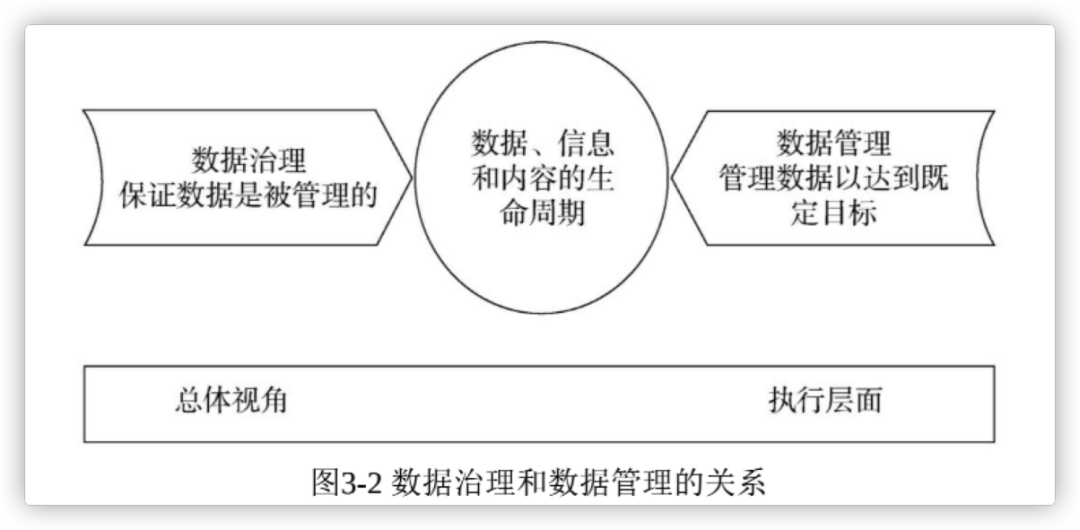 数据治理
保证数据是被管理的
数据、信息
和内容的生
命周期
数据管理
管理数据以达到既
定目标
总体视角
执行层面
图3-2 数据治理和数据管理的关系